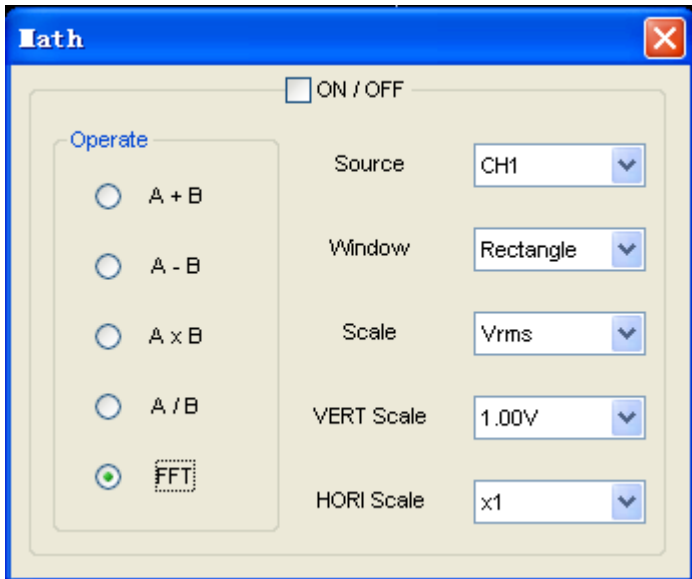 Math
ON / OFF
Operate
A + B
A - B
A x B
A / B
FFT
Source CH1
Window Rectangle
Scale Vrms
VERT Scale 1.00V
HORI Scale x1